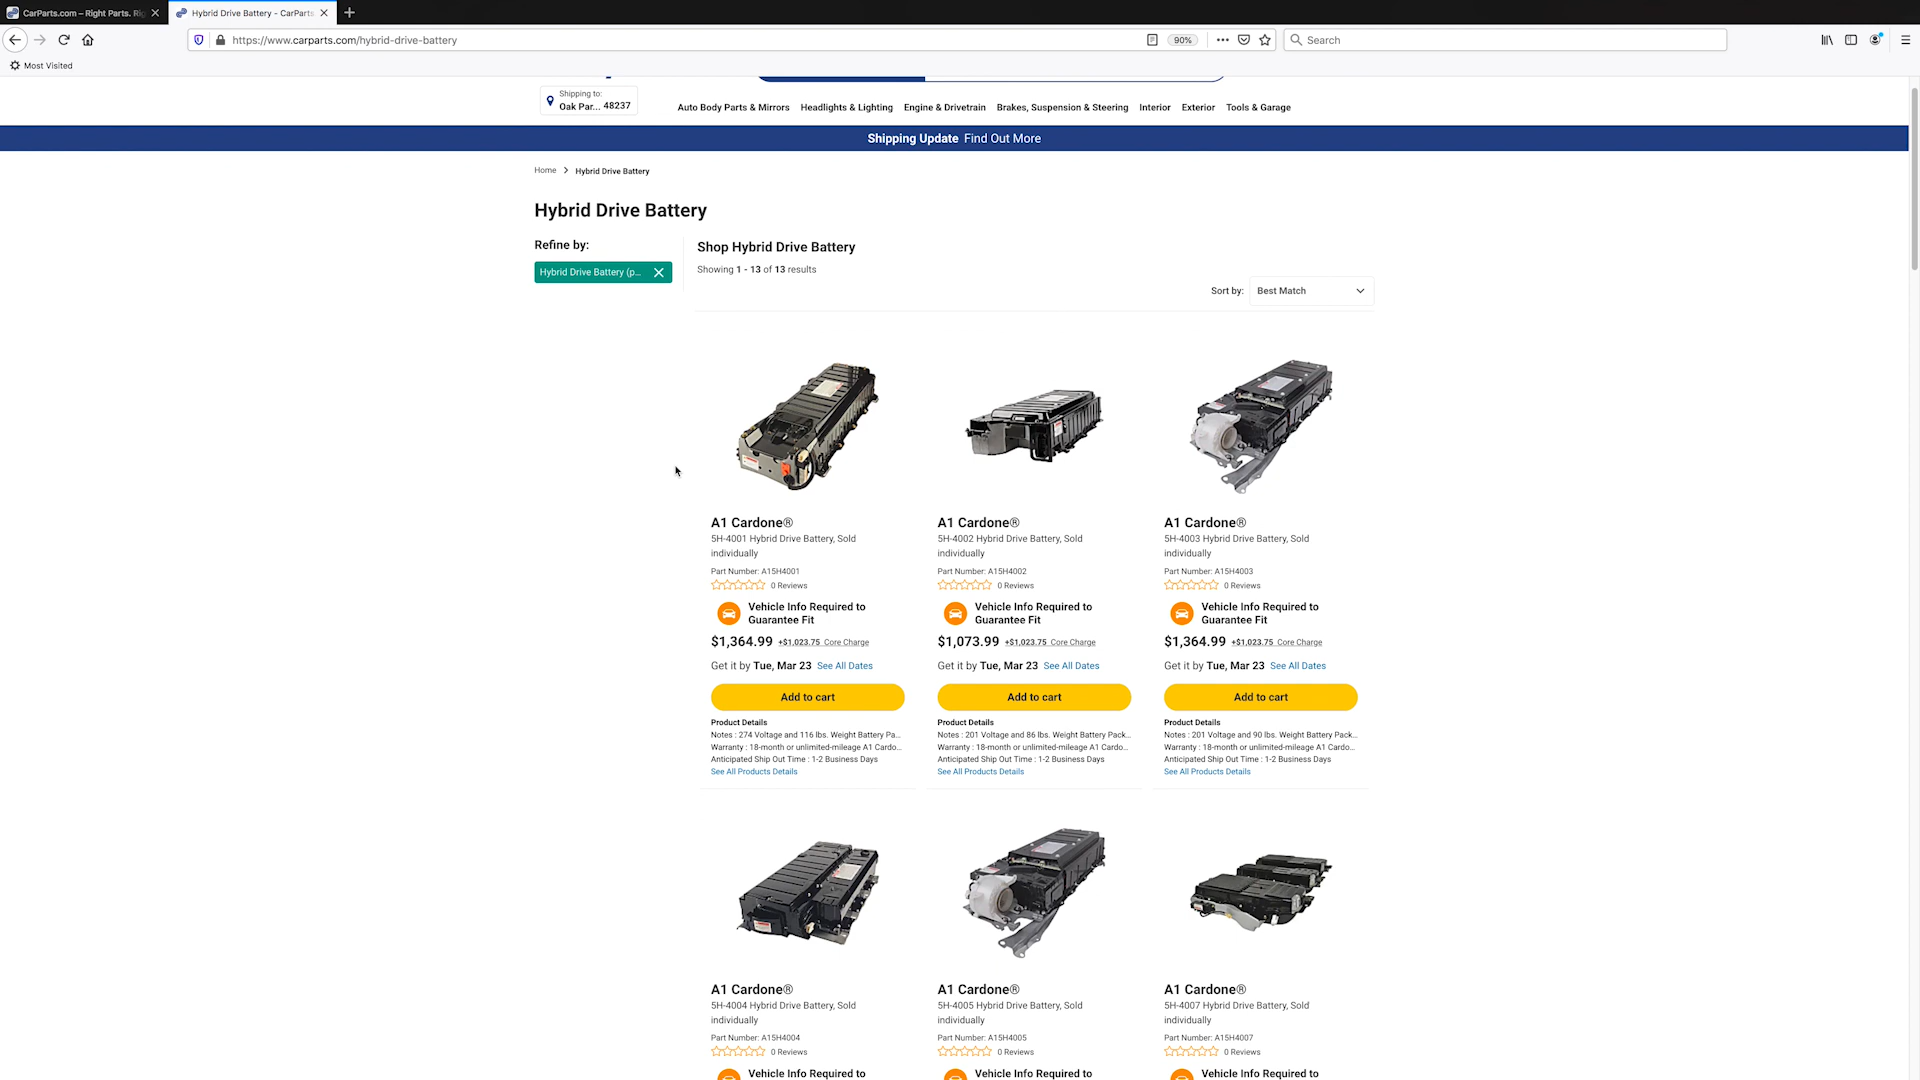 CarParts.com – Right Parts. Ri
Hybrid Drive Battery - CarParts
https://www.carparts.com/hybrid-drive-battery
90%
Search
Most Visited
Shipping to:
Oak Par... 48237
Auto Body Parts & Mirrors Headlights & Lighting Engine & Drivetrain Brakes, Suspension & Steering Interior Exterior Tools & Garage
Shipping Update Find Out More
Home > Hybrid Drive Battery
Hybrid Drive Battery
Refine by:
Hybrid Drive Battery (p...
Shop Hybrid Drive Battery
Showing 1 - 13 of 13 results
Sort by: Best Match
A1 Cardone®
5H-4001 Hybrid Drive Battery, Sold
individually
Part Number: A15H4001
0 Reviews
Vehicle Info Required to
Guarantee Fit
$1,364.99 +$1,023.75 Core Charge
Get it by Tue, Mar 23 See All Dates
Add to cart
Product Details
Notes : 274 Voltage and 116 lbs. Weight Battery Pa...
Warranty : 18-month or unlimited-mileage A1 Cardo...
Anticipated Ship Out Time : 1-2 Business Days
See All Products Details
A1 Cardone®
5H-4002 Hybrid Drive Battery, Sold
individually
Part Number: A15H4002
0 Reviews
Vehicle Info Required to
Guarantee Fit
$1,073.99 +$1,023.75 Core Charge
Get it by Tue, Mar 23 See All Dates
Add to cart
Product Details
Notes : 201 Voltage and 86 lbs. Weight Battery Pack...
Warranty : 18-month or unlimited-mileage A1 Cardo...
Anticipated Ship Out Time : 1-2 Business Days
See All Products Details
A1 Cardone®
5H-4003 Hybrid Drive Battery, Sold
individually
Part Number: A15H4003
0 Reviews
Vehicle Info Required to
Guarantee Fit
$1,364.99 +$1,023.75 Core Charge
Get it by Tue, Mar 23 See All Dates
Add to cart
Product Details
Notes : 201 Voltage and 90 lbs. Weight Battery Pack...
Warranty : 18-month or unlimited-mileage A1 Cardo...
Anticipated Ship Out Time : 1-2 Business Days
See All Products Details
A1 Cardone®
5H-4004 Hybrid Drive Battery, Sold
individually
Part Number: A15H4004
0 Reviews
Vehicle Info Required to
A1 Cardone®
5H-4005 Hybrid Drive Battery, Sold
individually
Part Number: A15H4005
0 Reviews
Vehicle Info Required to
A1 Cardone®
5H-4007 Hybrid Drive Battery, Sold
individually
Part Number: A15H4007
0 Reviews
Vehicle Info Required to